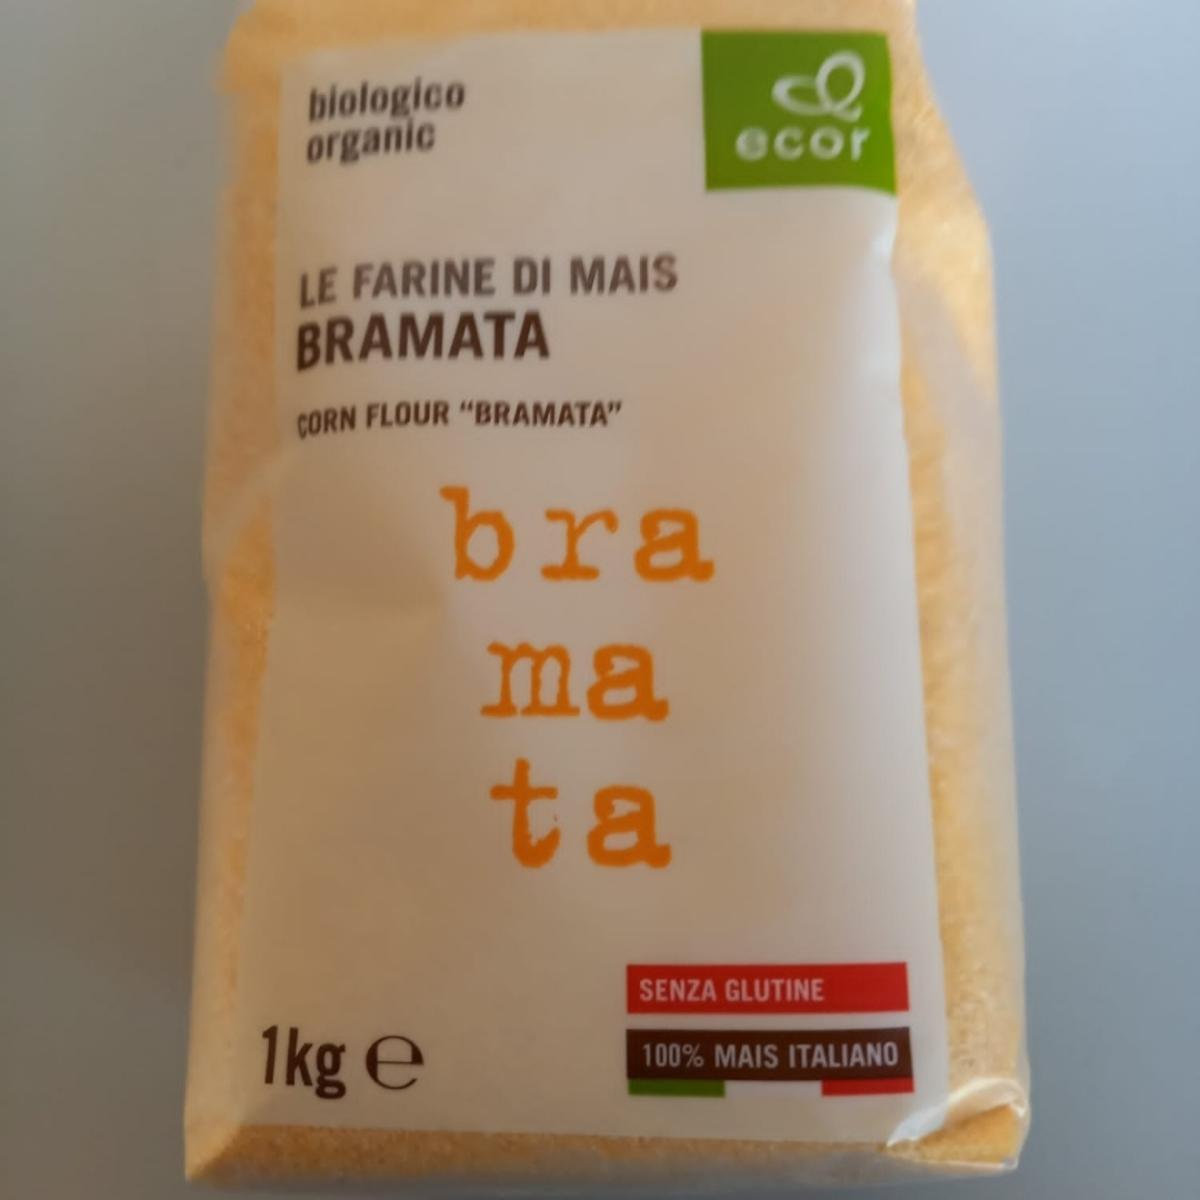 biologico
organic
ecor
LE FARINE DI MAIS
BRAMATA
CORN FLOUR “BRAMATA”
bra
ma
ta
SENZA GLUTINE
100% MAIS ITALIANO
1kg ℮